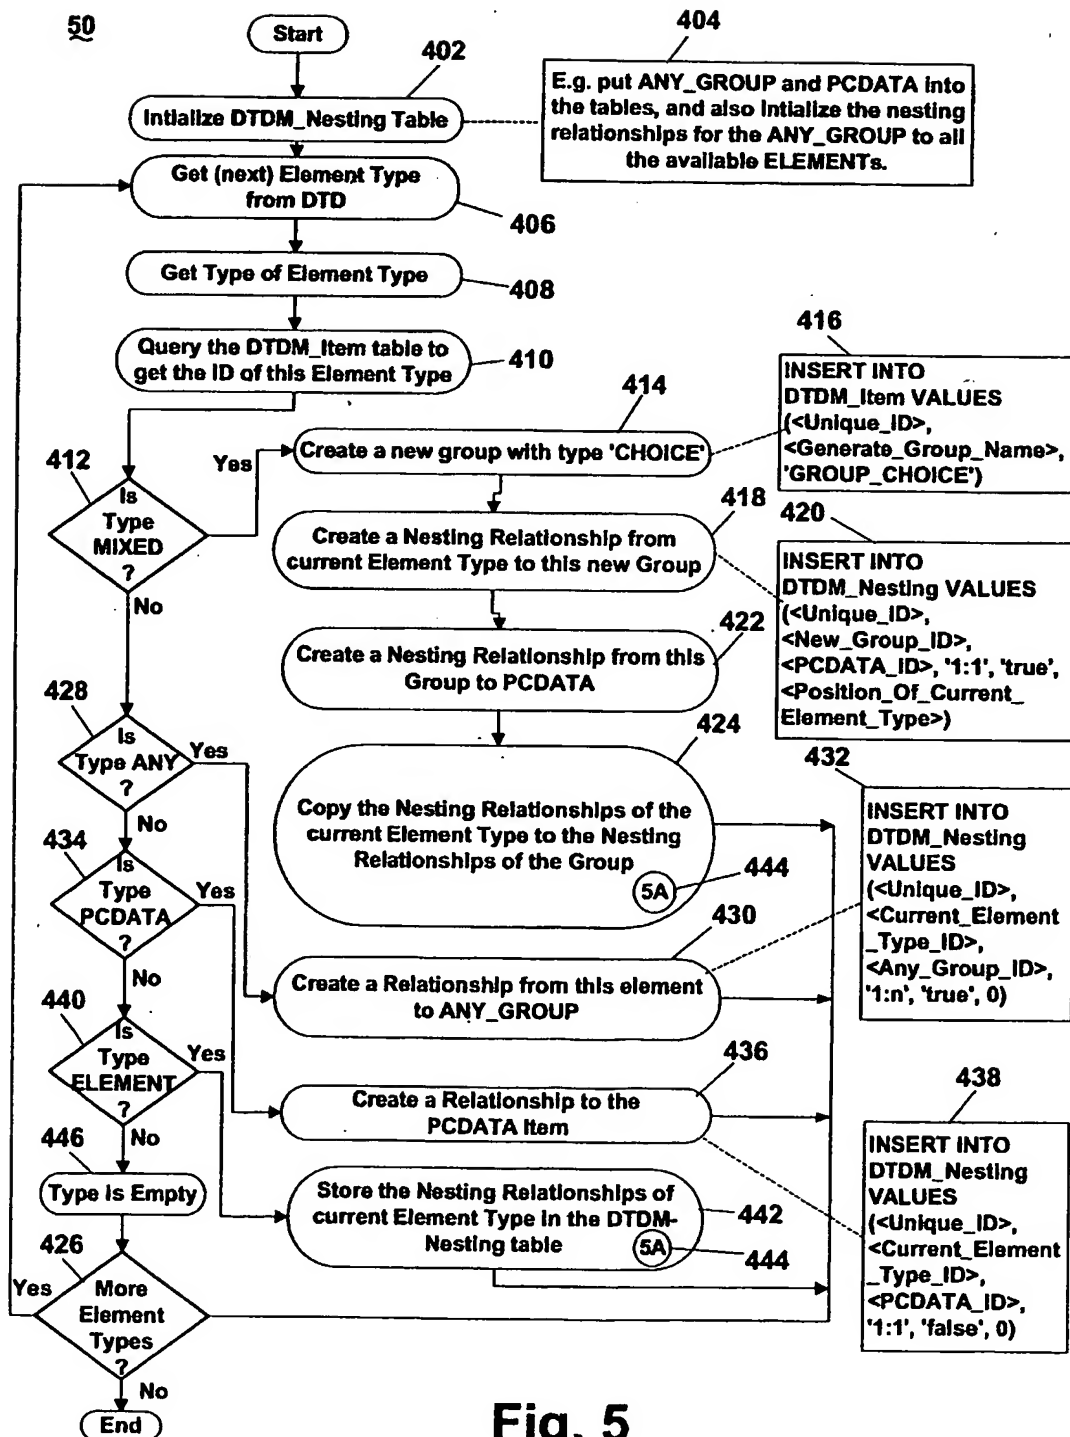 50
Start
402
404
Intialize DTDM_Nesting Table
E.g. put ANY_GROUP and PCDATA into
the tables, and also Intialize the nesting
relationships for the ANY_GROUP to all
the available ELEMENTs.
Get (next) Element Type
from DTD
406
Get Type of Element Type
408
Query the DTDM_Item table to
get the ID of this Element Type
410
412
Is
Type
MIXED
?
Yes
No
414
Create a new group with type 'CHOICE'
416
INSERT INTO
DTDM_Item VALUES
(<Unique_ID>,
<Generate_Group_Name>,
'GROUP_CHOICE')
418
Create a Nesting Relationship from
current Element Type to this new Group
420
INSERT INTO
DTDM_Nesting VALUES
(<Unique_ID>,
<New_Group_ID>,
<PCDATA_ID>, '1:1', 'true',
<Position_Of_Current_
Element_Type>)
422
Create a Nesting Relationship from this
Group to PCDATA
424
Copy the Nesting Relationships of the
current Element Type to the Nesting
Relationships of the Group
5A
444
428
Is
Type ANY
?
Yes
No
430
Create a Relationship from this element
to ANY_GROUP
432
INSERT INTO
DTDM_Nesting
VALUES
(<Unique_ID>,
<Current_Element
_Type_ID>,
<Any_Group_ID>,
'1:n', 'true', 0)
434
Is
Type
PCDATA
?
Yes
No
436
Create a Relationship to the
PCDATA Item
438
INSERT INTO
DTDM_Nesting
VALUES
(<Unique_ID>,
<Current_Element
_Type_ID>,
<PCDATA_ID>,
'1:1', 'false', 0)
440
Is
Type
ELEMENT
?
Yes
No
Store the Nesting Relationships of
current Element Type in the DTDM-
Nesting table
5A
442
444
446
Type is Empty
426
More
Element
Types
?
Yes
No
End
Fig. 5